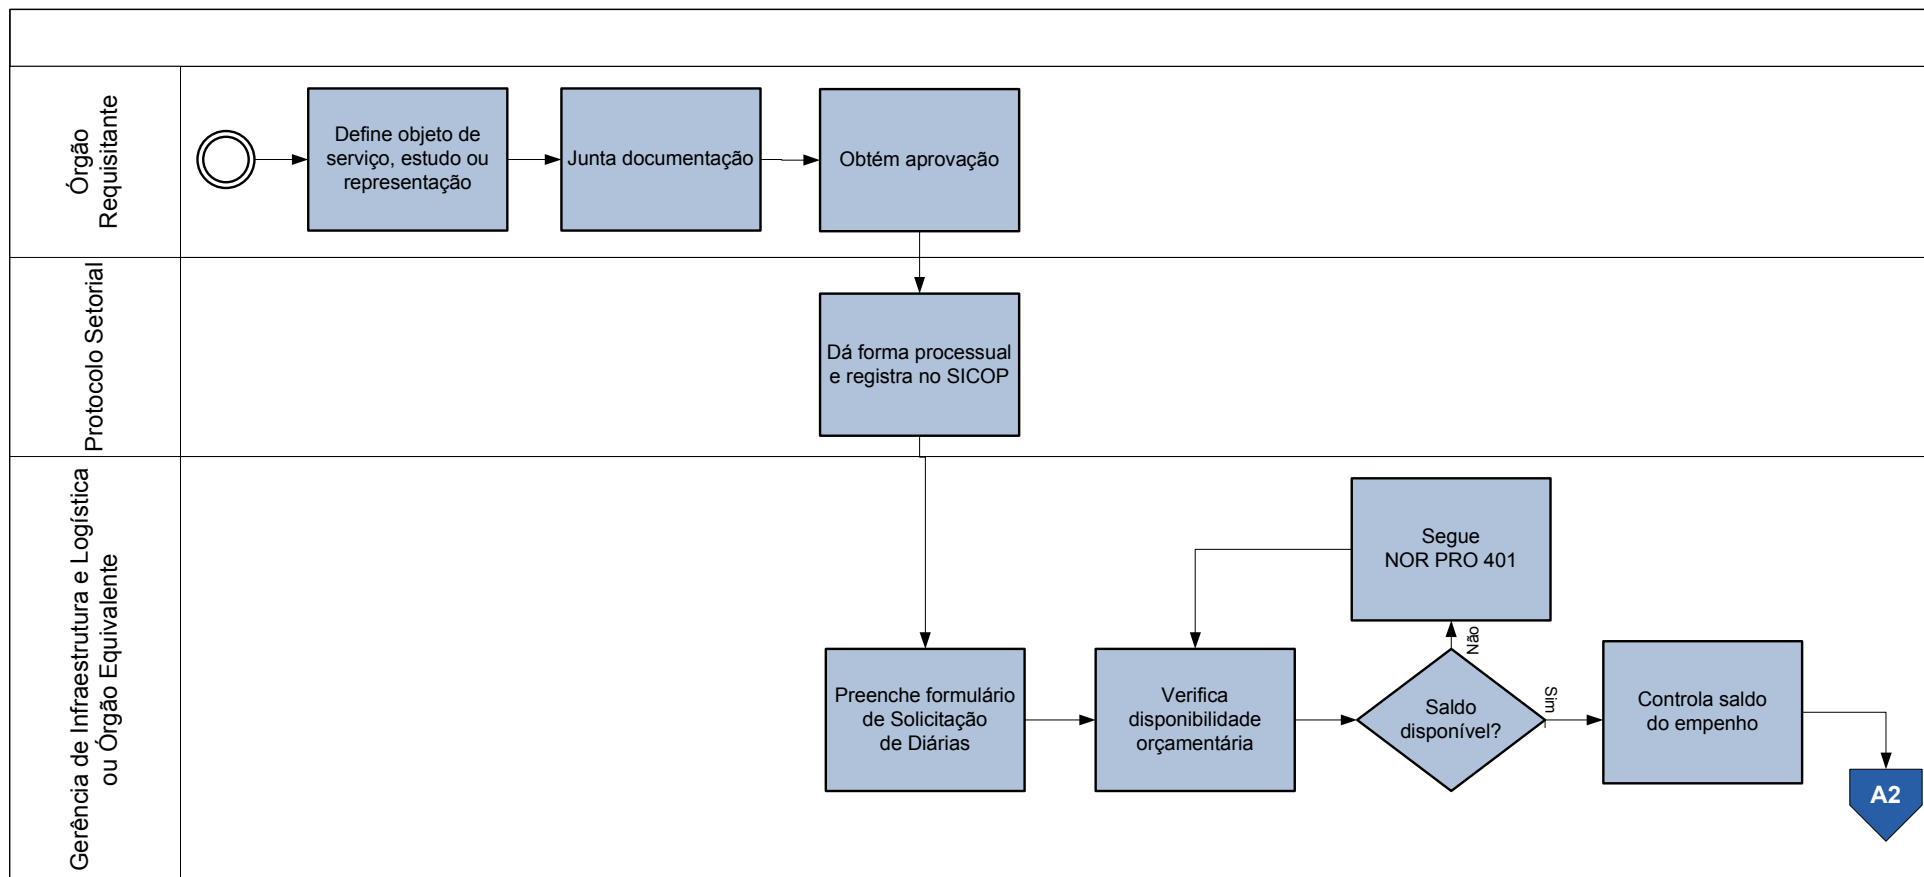 Órgão
Requisitante
Define objeto de
serviço, estudo ou
representação
Junta documentação
Obtém aprovação
Protocolo Setorial
Dá forma processual
e registra no SICOP
Gerência de Infraestrutura e Logística
ou Órgão Equivalente
Preenche formulário
de Solicitação
de Diárias
Verifica
disponibilidade
orçamentária
Segue
NOR PRO 401
Não
Saldo
disponível?
Sim
Controla saldo
do empenho
A2